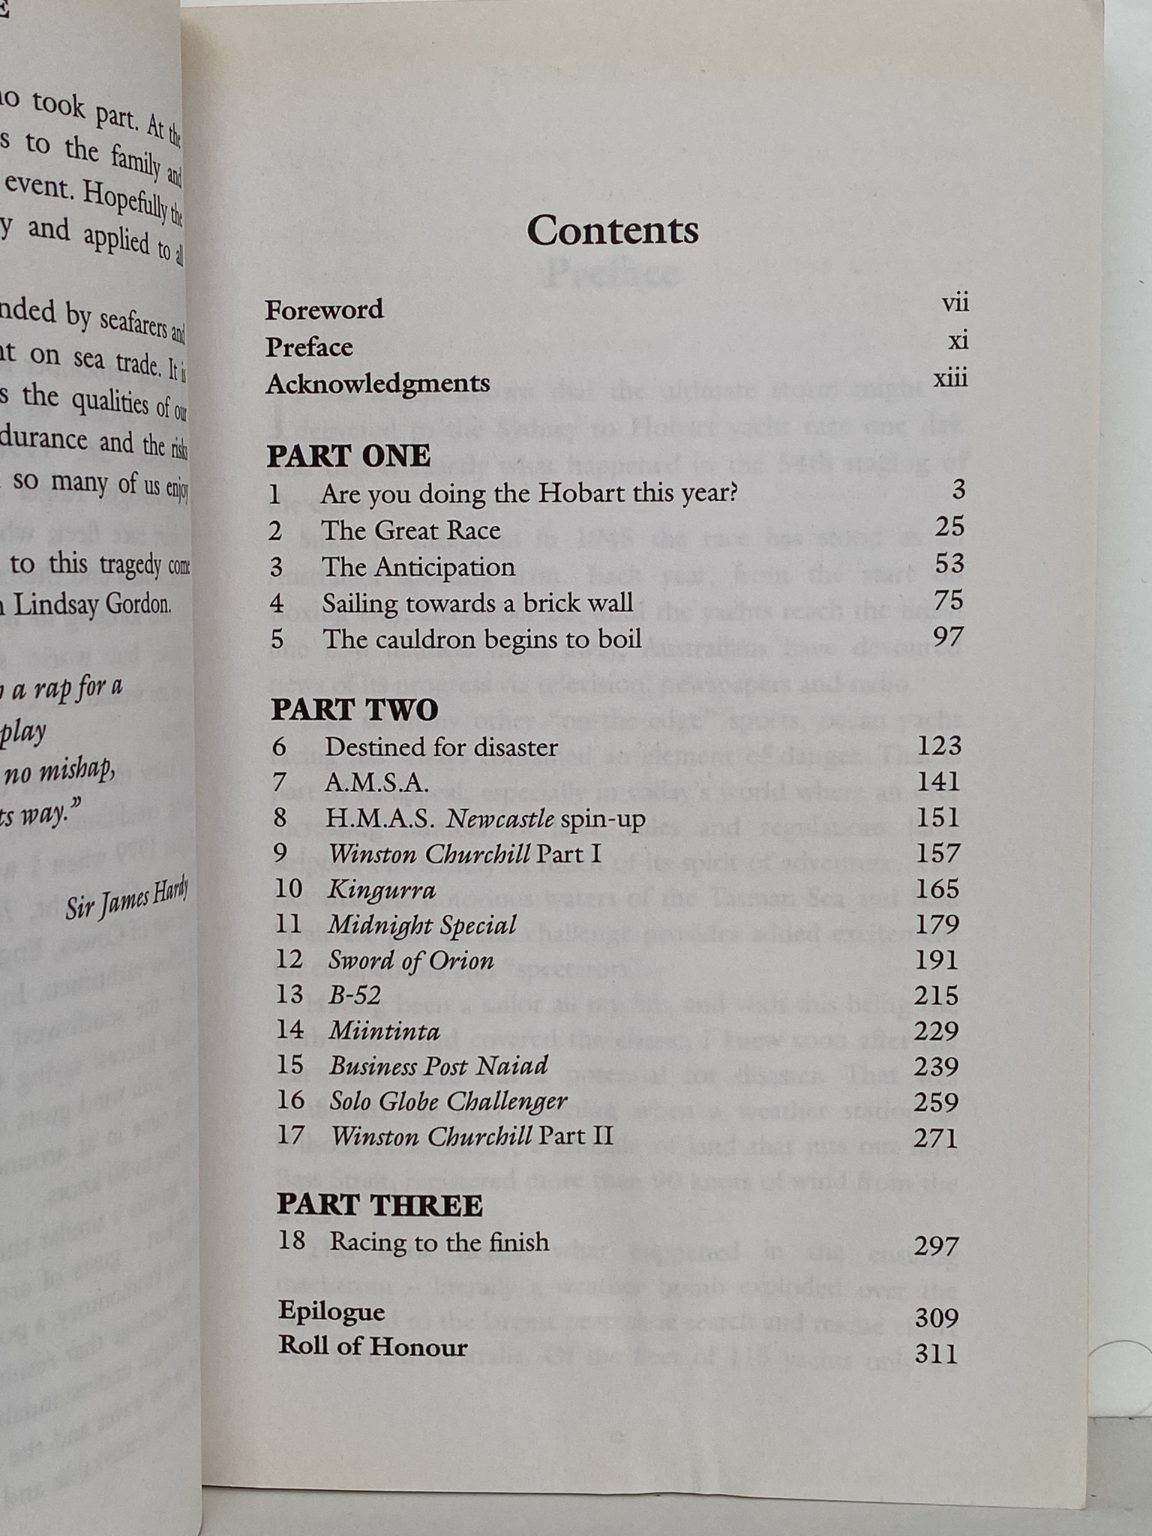 no took part. At the
s to the family and
event. Hopefully the
y and applied to all
nded by seafarers and
nt on sea trade. It is
s the qualities of our
durance and the risks
so many of us enjoy
to this tragedy come
n Lindsay Gordon.
a rap for a
play
no mishap,
ts way.”
Sir James Hardy
Contents
Foreword vii
Preface xi
Acknowledgments xiii
PART ONE
1 Are you doing the Hobart this year? 3
2 The Great Race 25
3 The Anticipation 53
4 Sailing towards a brick wall 75
5 The cauldron begins to boil 97
PART TWO
6 Destined for disaster 123
7 A.M.S.A. 141
8 H.M.A.S. Newcastle spin-up 151
9 Winston Churchill Part I 157
10 Kingurra 165
11 Midnight Special 179
12 Sword of Orion 191
13 B-52 215
14 Miintinta 229
15 Business Post Naiad 239
16 Solo Globe Challenger 259
17 Winston Churchill Part II 271
PART THREE
18 Racing to the finish 297
Epilogue 309
Roll of Honour 311